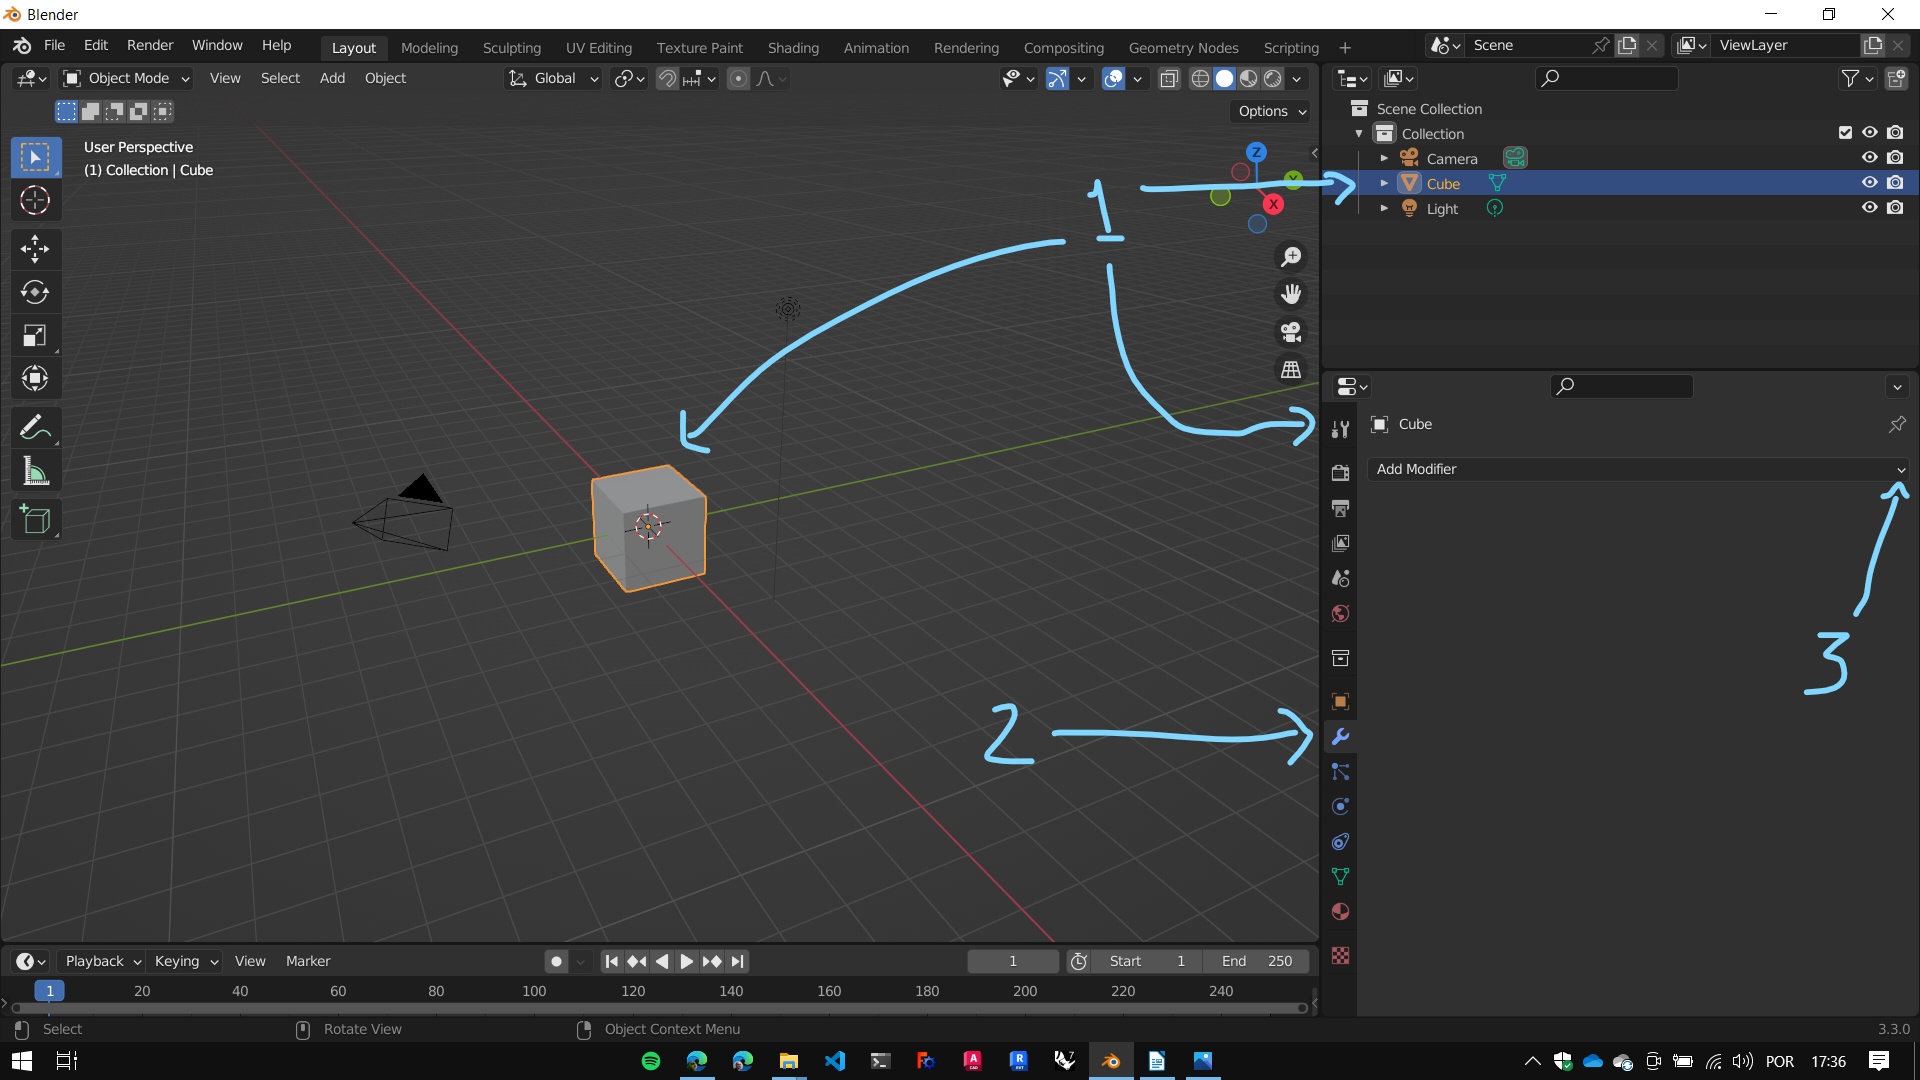 Blender
File Edit Render Window Help Layout Modeling Sculpting UV Editing Texture Paint Shading Animation Rendering Compositing Geometry Nodes Scripting + Scene ViewLayer
Object Mode View Select Add Object Global
Options
User Perspective
(1) Collection | Cube
Z
Y
X
1
2
3
Scene Collection
Collection
Camera
Cube
Light
Cube
Add Modifier
Playback Keying View Marker 1 Start 1 End 250
1 20 40 60 80 100 120 140 160 180 200 220 240
Select Rotate View Object Context Menu 3.3.0
POR 17:36